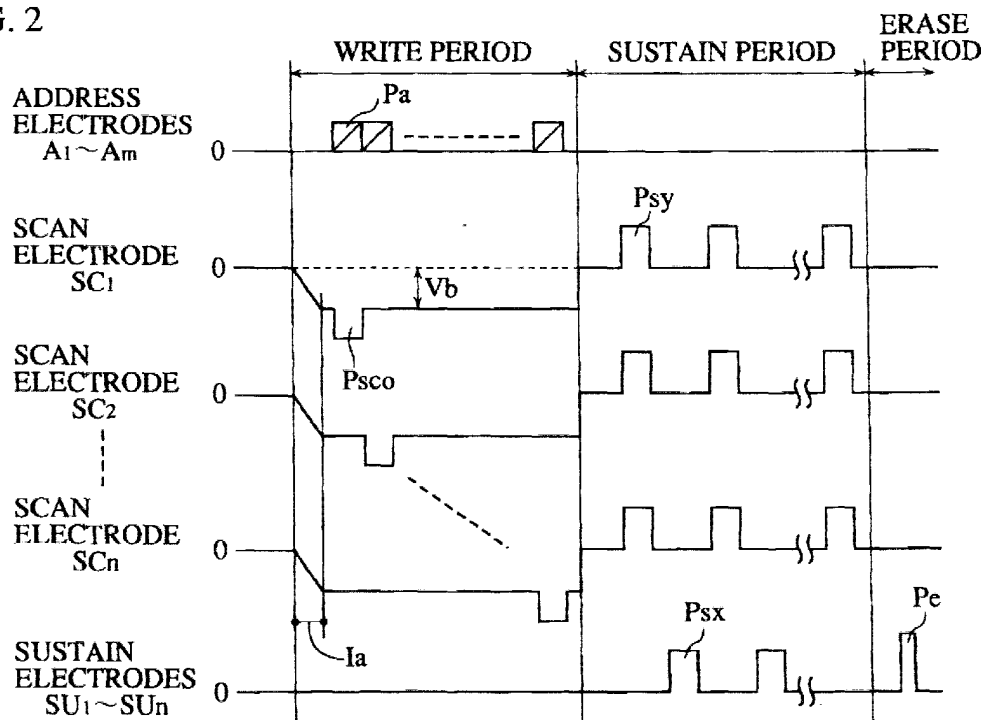 G. 2
WRITE PERIOD
SUSTAIN PERIOD
ERASE
PERIOD
ADDRESS
ELECTRODES
A1~Am
0
Pa
SCAN
ELECTRODE
SC1
0
Psy
Vb
Psco
SCAN
ELECTRODE
SC2
0
SCAN
ELECTRODE
SCn
0
Ia
SUSTAIN
ELECTRODES
SU1~SUn
0
Psx
Pe